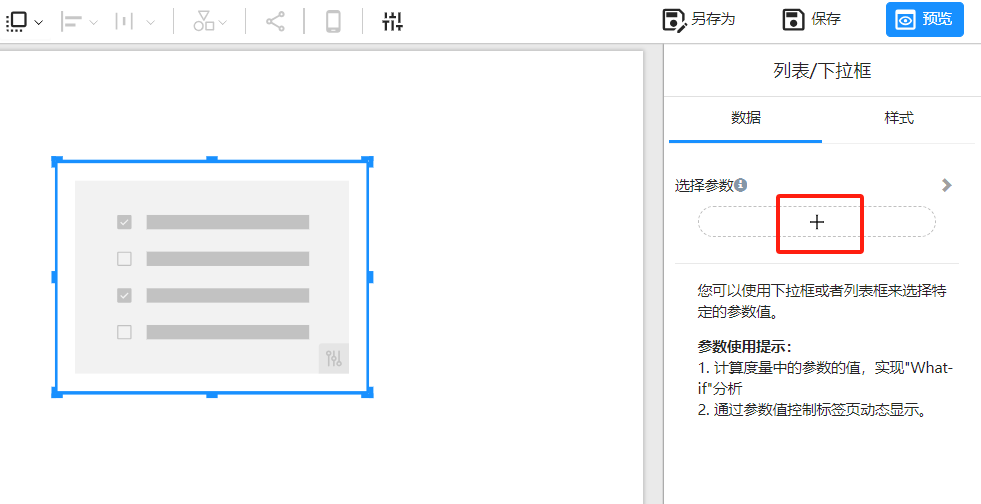 另存为
保存
预览
列表/下拉框
数据
样式
选择参数
您可以使用下拉框或者列表框来选择特
定的参数值。
参数使用提示：
1. 计算度量中的参数的值，实现"What-
if"分析
2. 通过参数值控制标签页动态显示。